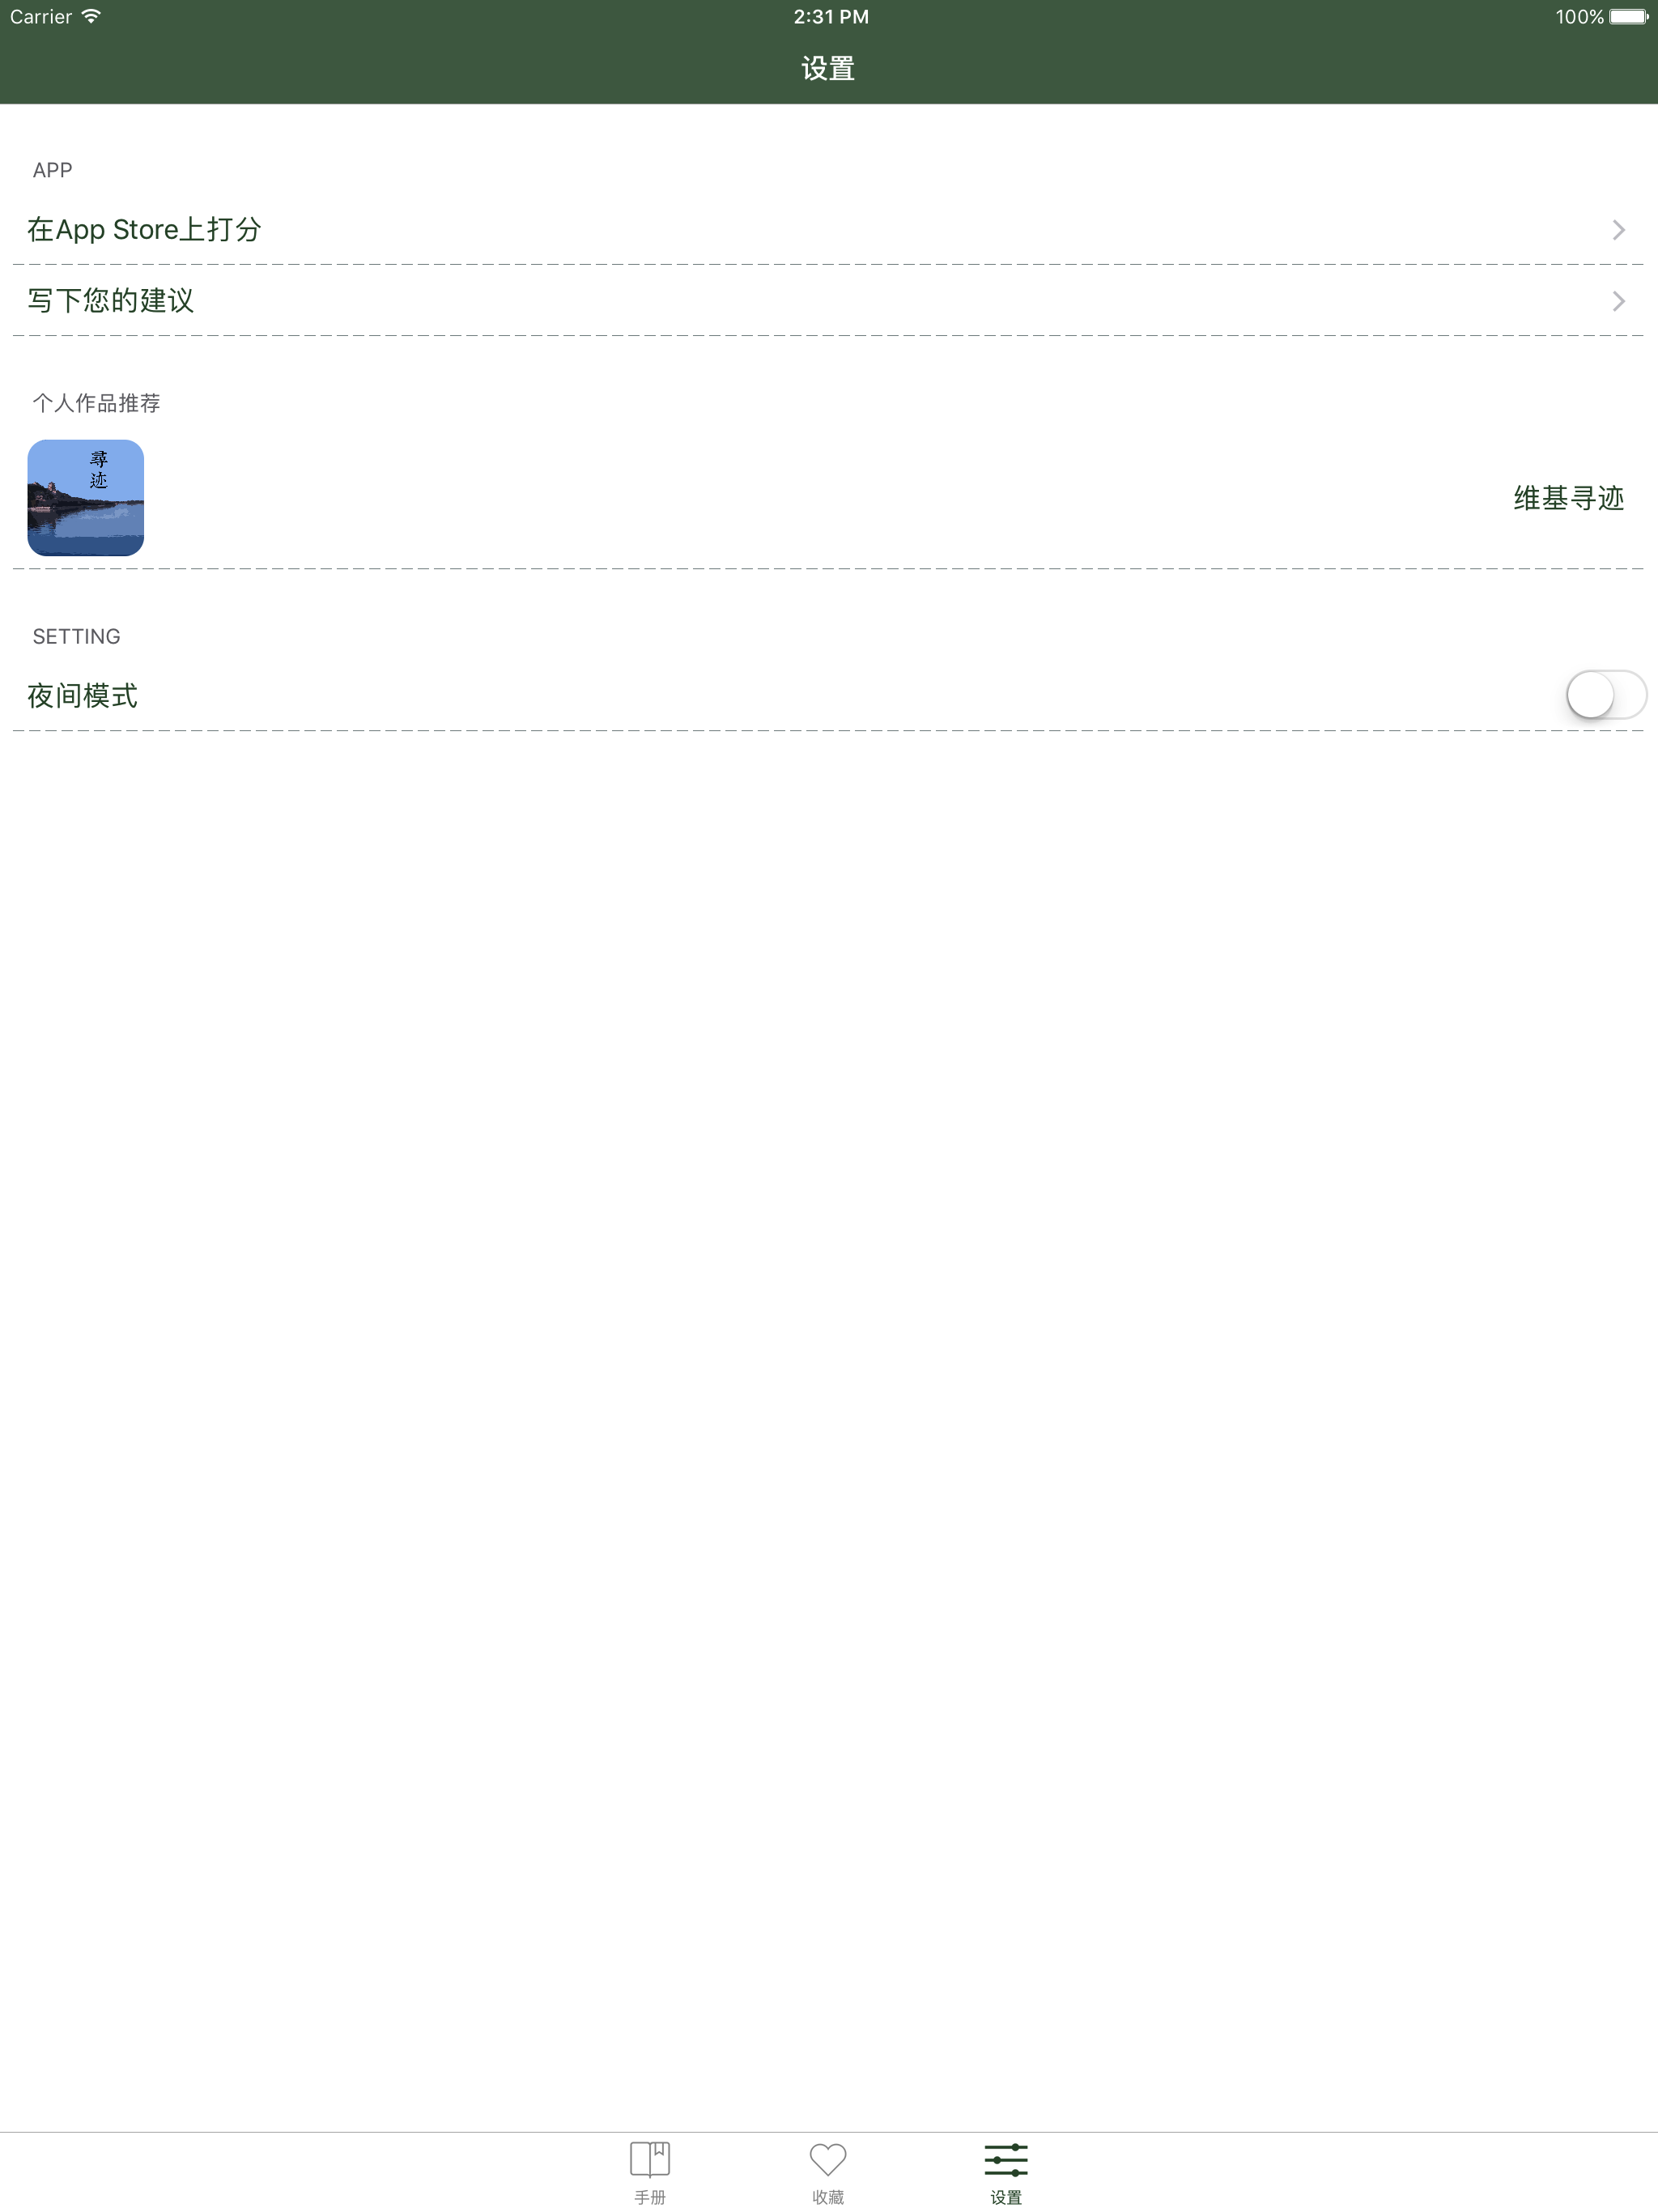 Carrier 2:31 PM 100%
设置
APP
在App Store上打分
写下您的建议
个人作品推荐
尋
迹
维基寻迹
SETTING
夜间模式
手册 收藏 设置